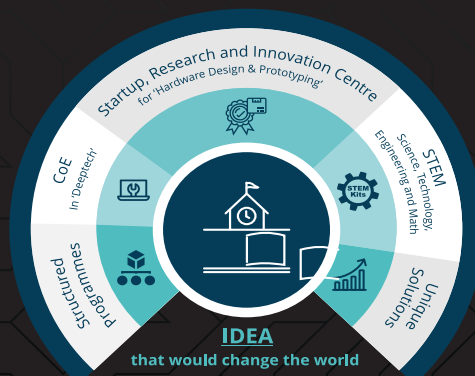 Startup, Research and Innovation Centre
for 'Hardware Design & Prototyping'
CoE
In 'Deeptech'
STEM
Science, Technology,
Engineering and Math
STEM
Kits
Structured
programmes
Unique
Solutions
IDEA
that would change the world